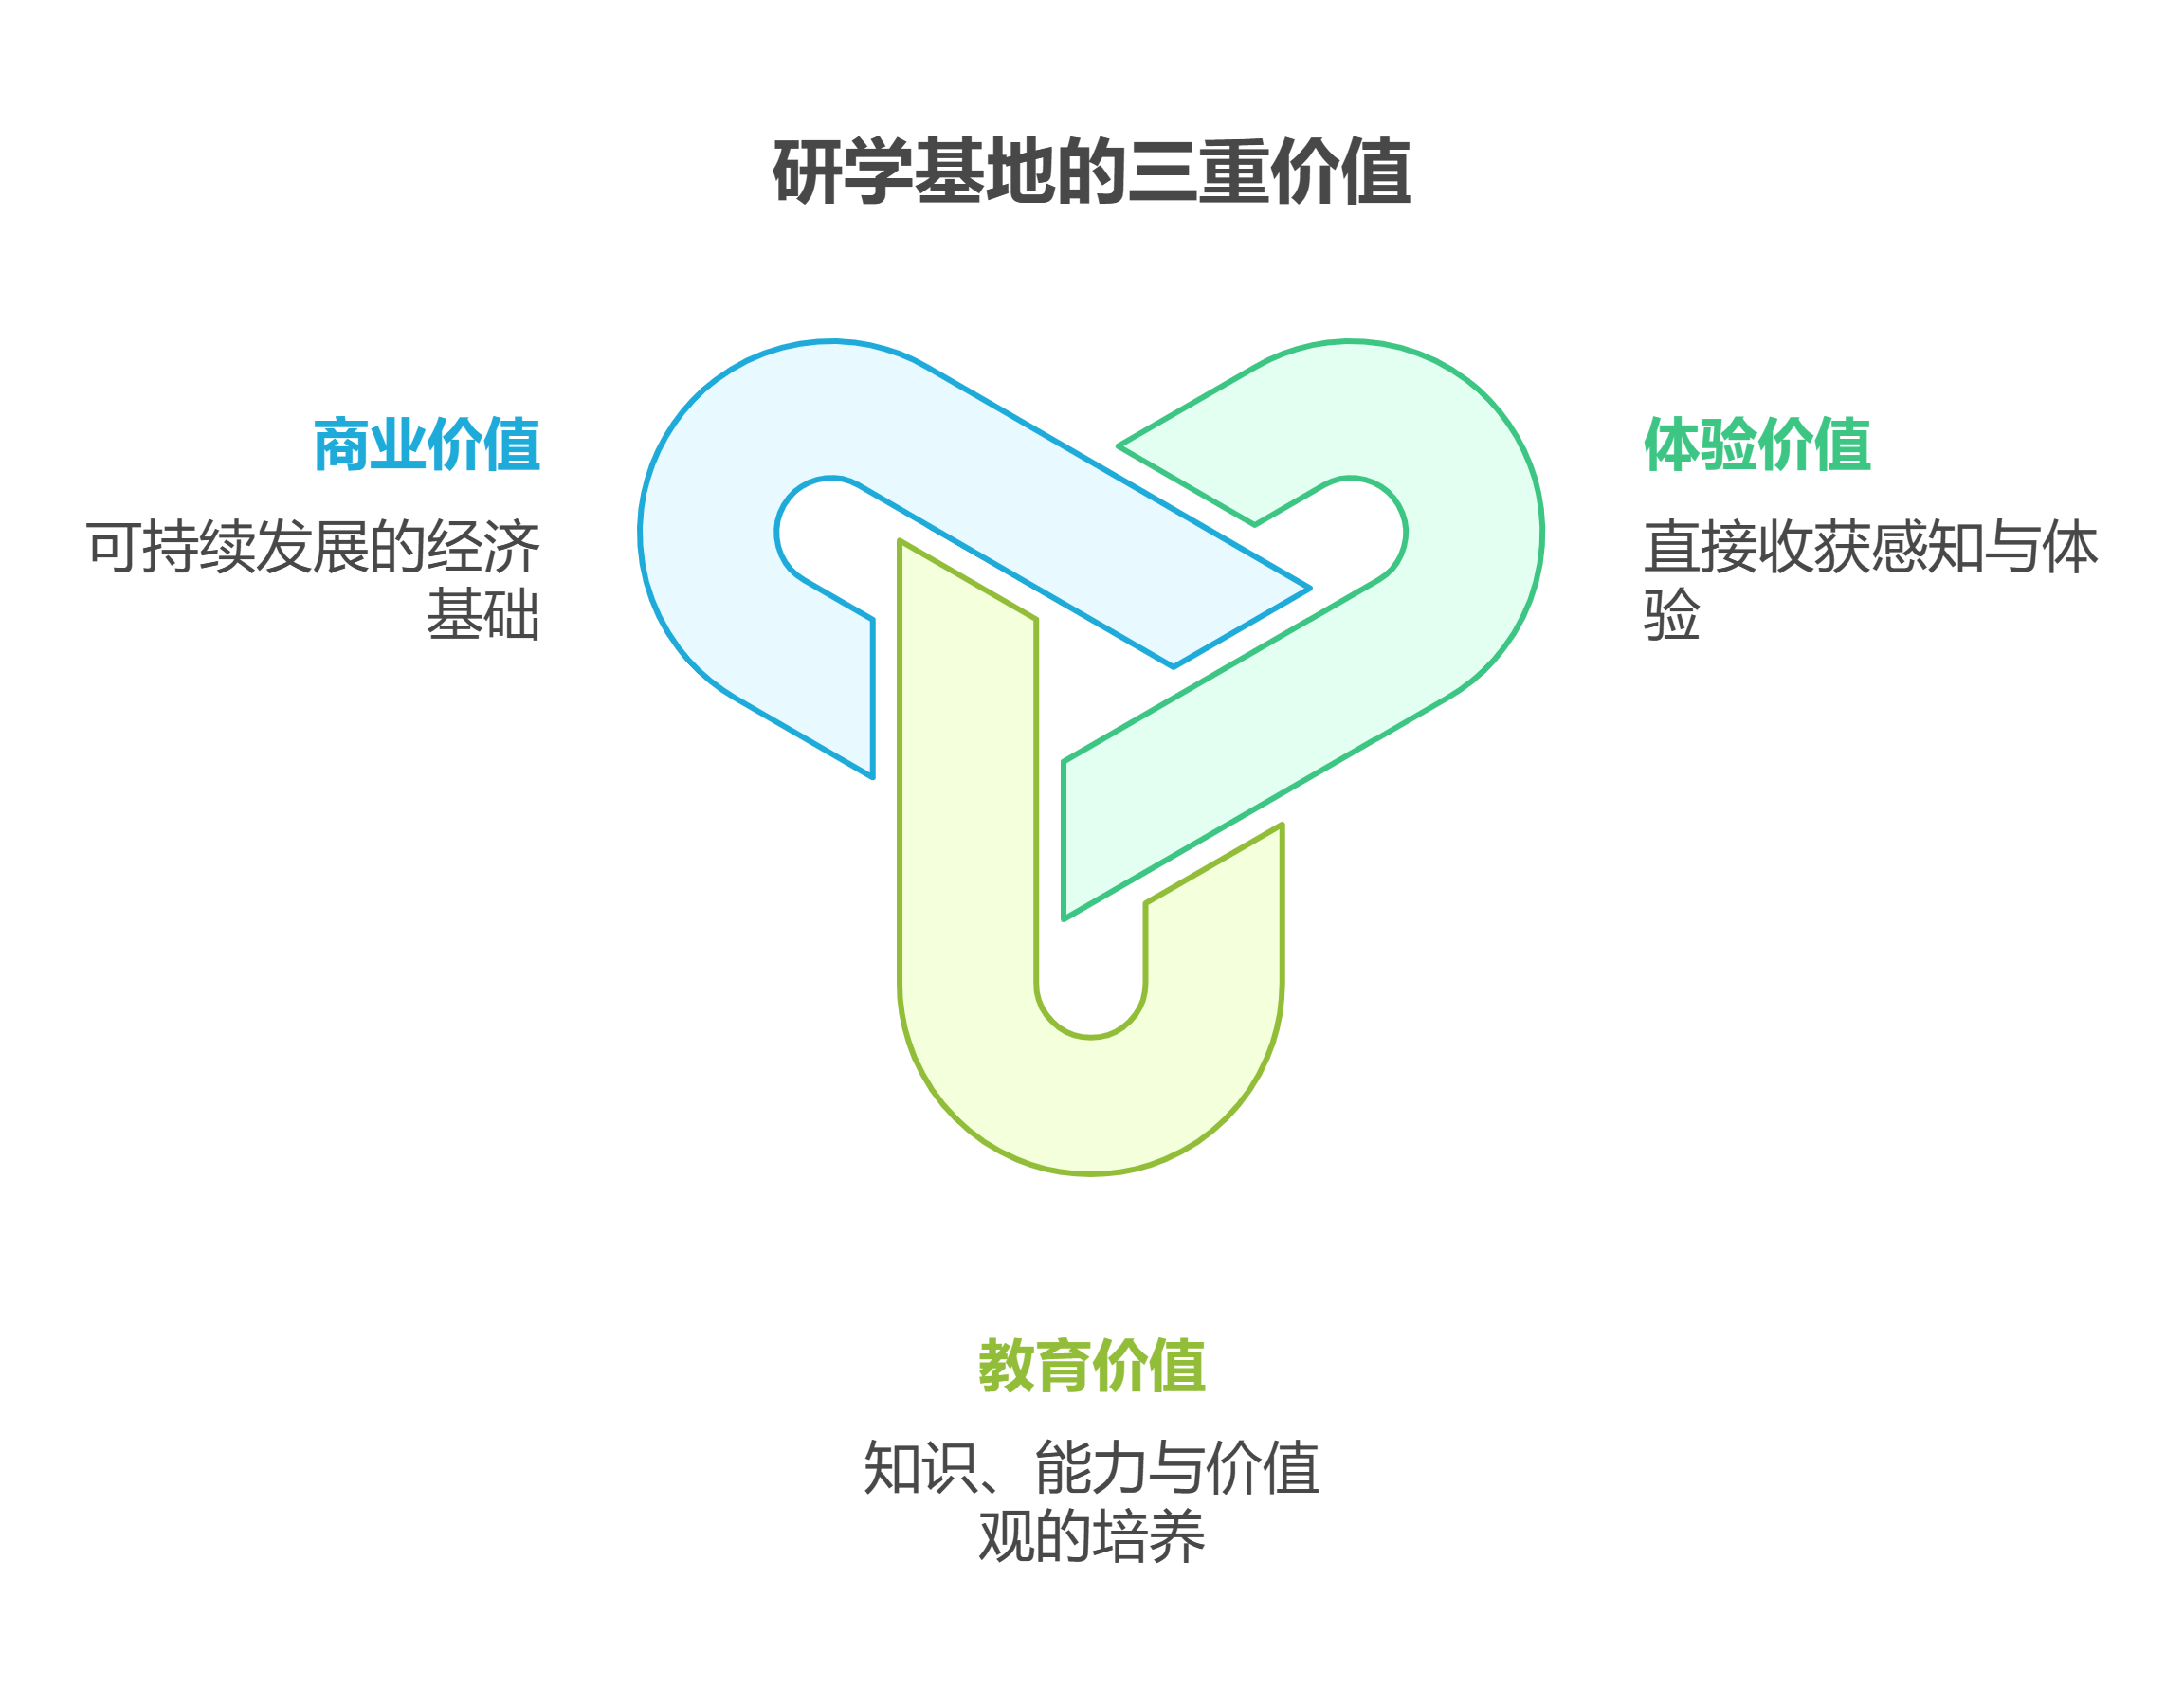 研学基地的三重价值
商业价值
可持续发展的经济
基础
体验价值
直接收获感知与体
验
教育价值
知识、能力与价值
观的培养